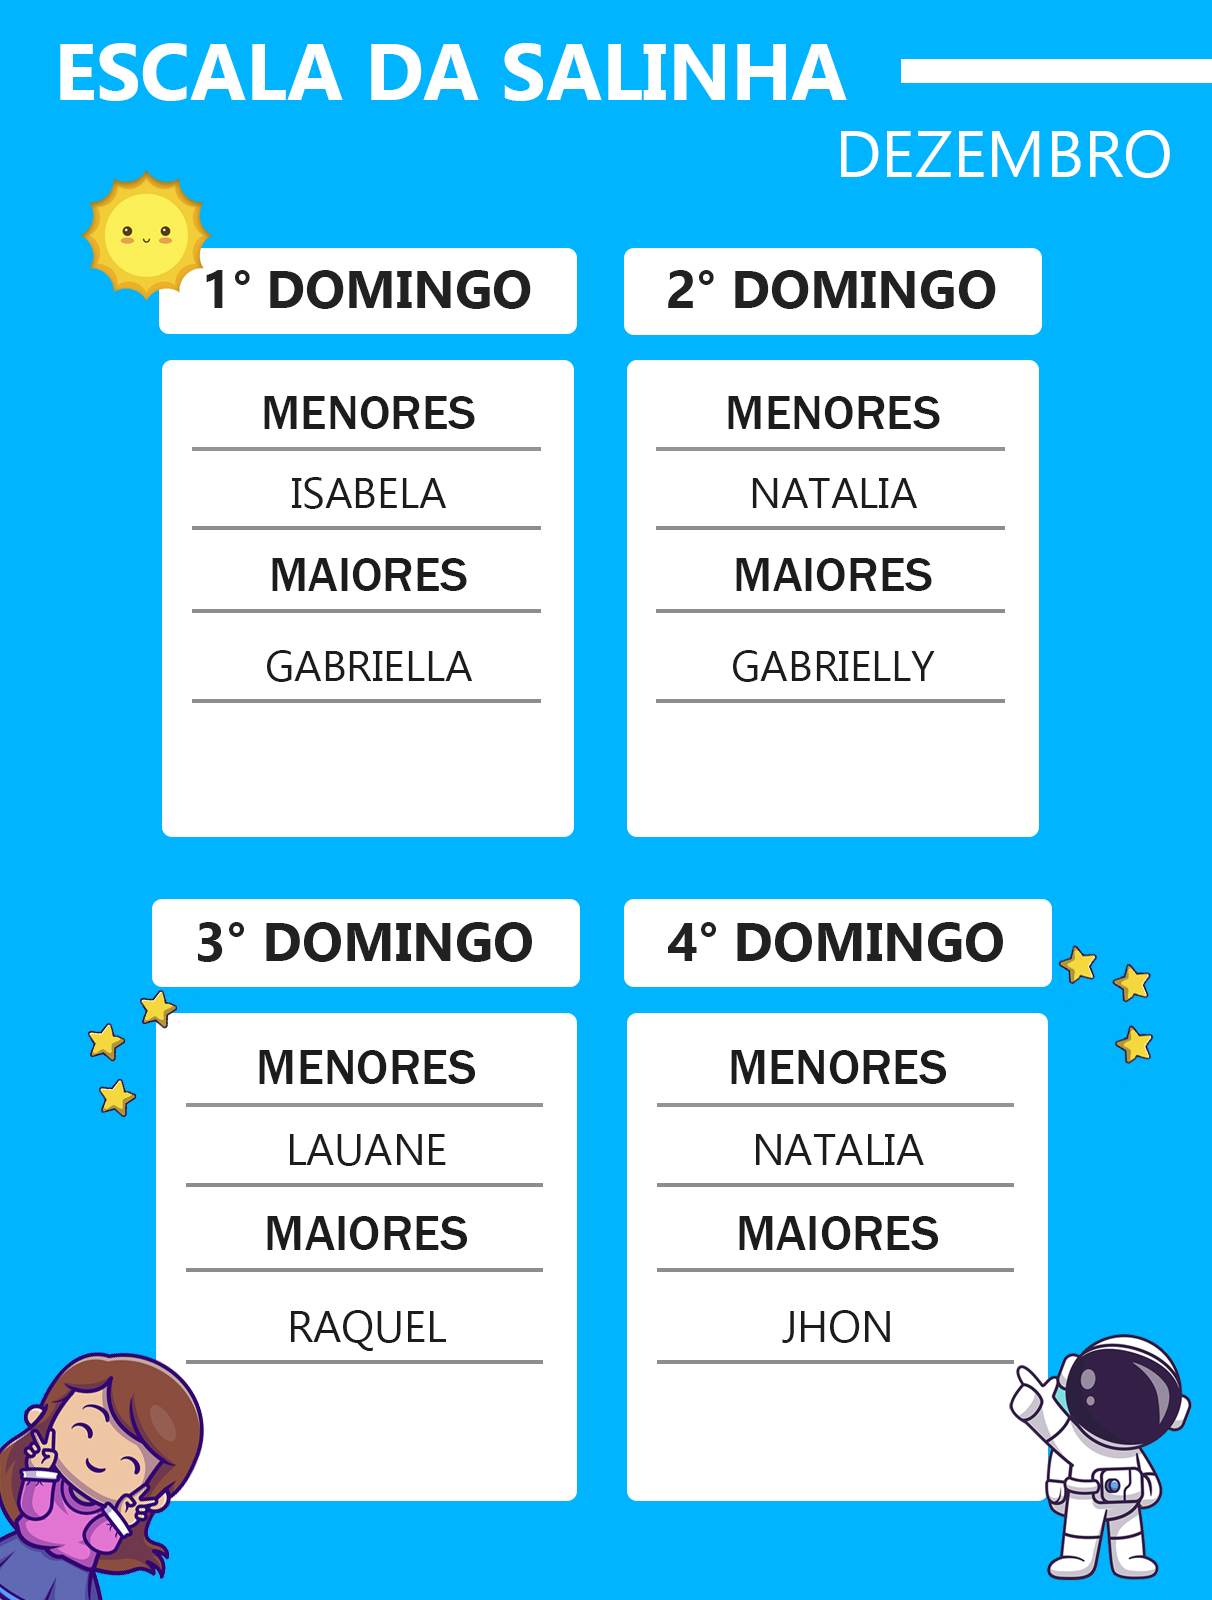 ESCALA DA SALINHA
DEZEMBRO
1° DOMINGO
MENORES
ISABELA
MAIORES
GABRIELLA
2° DOMINGO
MENORES
NATALIA
MAIORES
GABRIELLY
3° DOMINGO
MENORES
LAUANE
MAIORES
RAQUEL
4° DOMINGO
MENORES
NATALIA
MAIORES
JHON